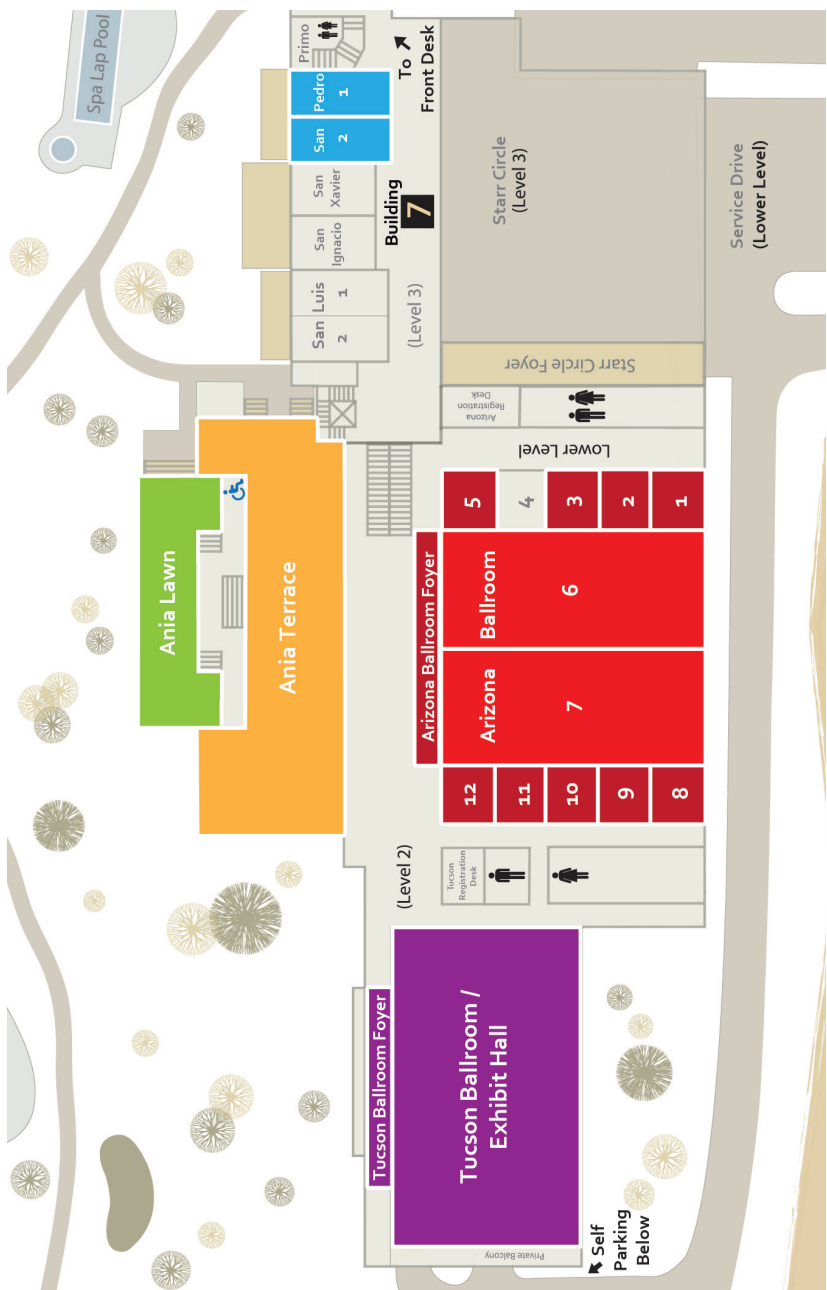 Spa Lap Pool
Primo
San Pedro
1
2
To
Front Desk
San
Xavier
San
Ignacio
San Luis
1
2
Building
7
(Level 3)
Starr Circle
(Level 3)
Service Drive
(Lower Level)
Starr Circle Foyer
Arizona
Registration
Desk
Lower Level
Ania Lawn
Ania Terrace
Arizona Ballroom Foyer
5
4
3
2
1
Arizona Ballroom
6
7
12
11
10
9
8
(Level 2)
Tucson
Registration
Desk
Tucson Ballroom Foyer
Tucson Ballroom /
Exhibit Hall
Private Balcony
Self
Parking
Below